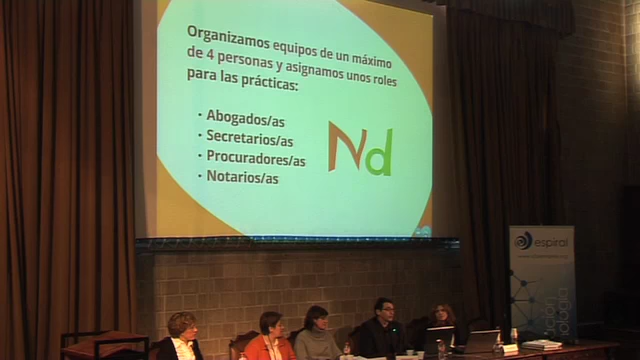 Organizamos equipos de un máximo
de 4 personas y asignamos unos roles
para las prácticas:
• Abogados/as
• Secretarios/as
• Procuradores/as
• Notarios/as
Nd
espiral